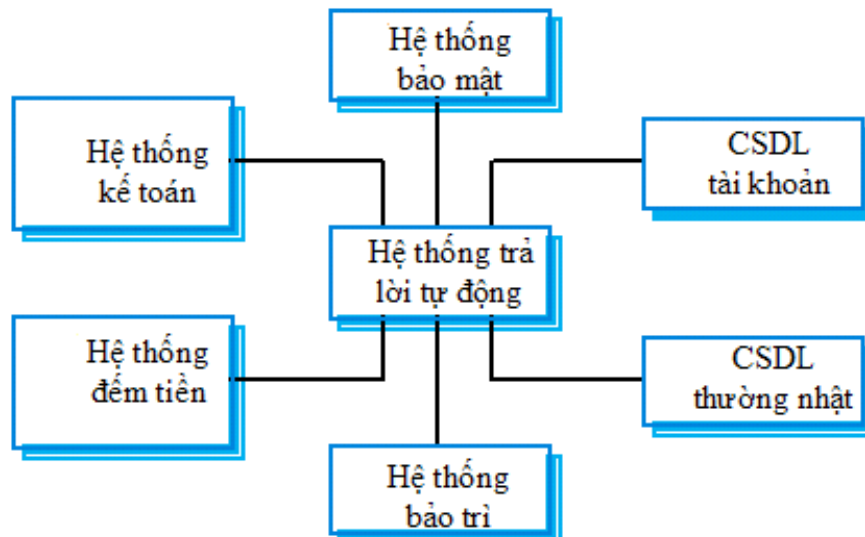 Hệ thống
bảo mật
Hệ thống
kế toán
CSDL
tài khoản
Hệ thống trả
lời tự động
Hệ thống
đếm tiền
CSDL
thường nhật
Hệ thống
bảo trì